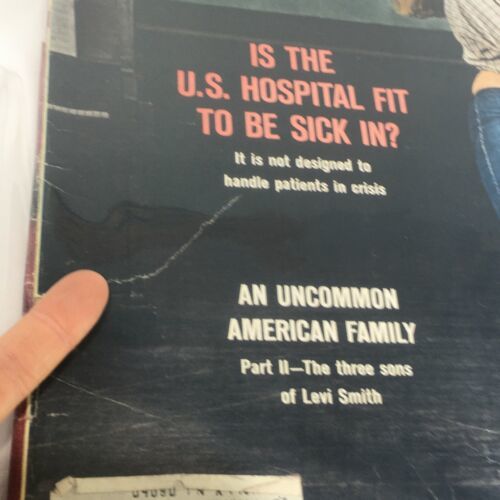 IS THE
U.S. HOSPITAL FIT
TO BE SICK IN?
It is not designed to
handle patients in crisis
AN UNCOMMON
AMERICAN FAMILY
Part II—The three sons
of Levi Smith